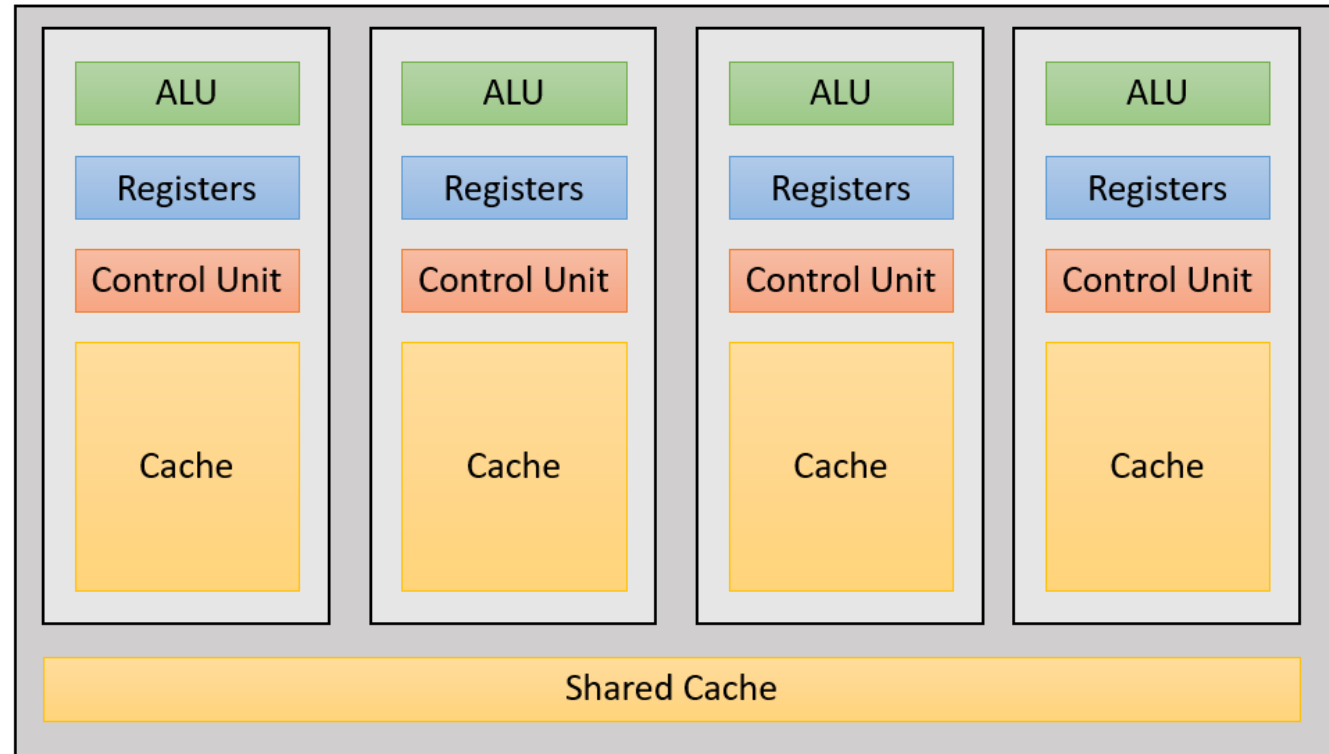 ALU
Registers
Control Unit
Cache
ALU
Registers
Control Unit
Cache
ALU
Registers
Control Unit
Cache
ALU
Registers
Control Unit
Cache
Shared Cache